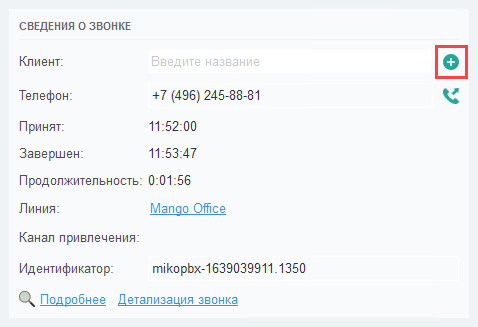 СВЕДЕНИЯ О ЗВОНКЕ
Клиент: Введите название
Телефон: +7 (496) 245-88-81
Принят: 11:52:00
Завершен: 11:53:47
Продолжительность: 0:01:56
Линия: Mango Office
Канал привлечения:
Идентификатор: mikopbx-1639039911.1350
Подробнее Детализация звонка